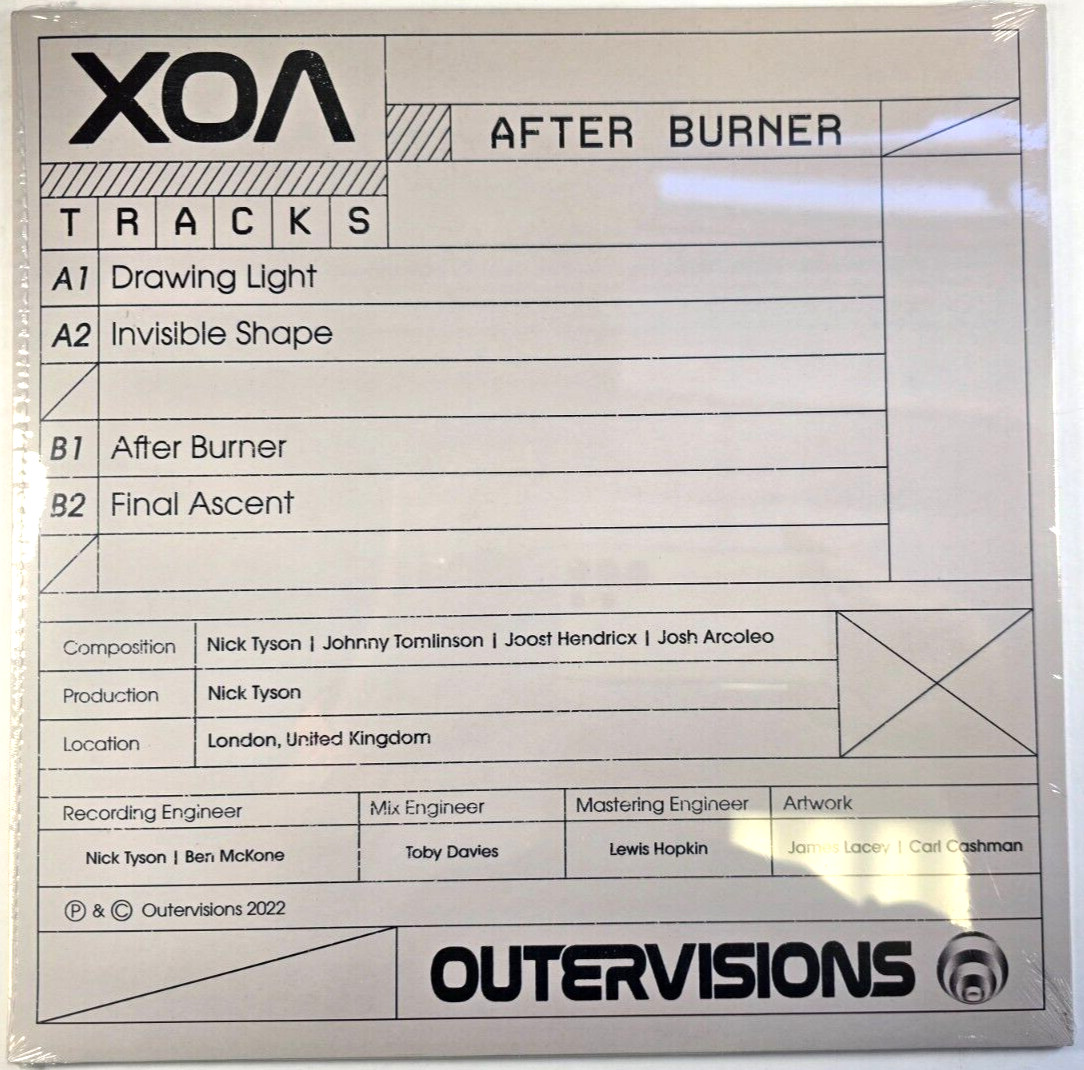 XOΛ
AFTER BURNER
TRACKS
A1 Drawing Light
A2 Invisible Shape
B1 After Burner
B2 Final Ascent
Composition Nick Tyson | Johnny Tomlinson | Joost Hendricx | Josh Arcoleo
Production Nick Tyson
Location London, United Kingdom
Recording Engineer Mix Engineer Mastering Engineer Artwork
Nick Tyson | Ben McKone Toby Davies Lewis Hopkin James Lacey | Carl Cashman
Ⓟ & © Outervisions 2022
OUTERVISIONS